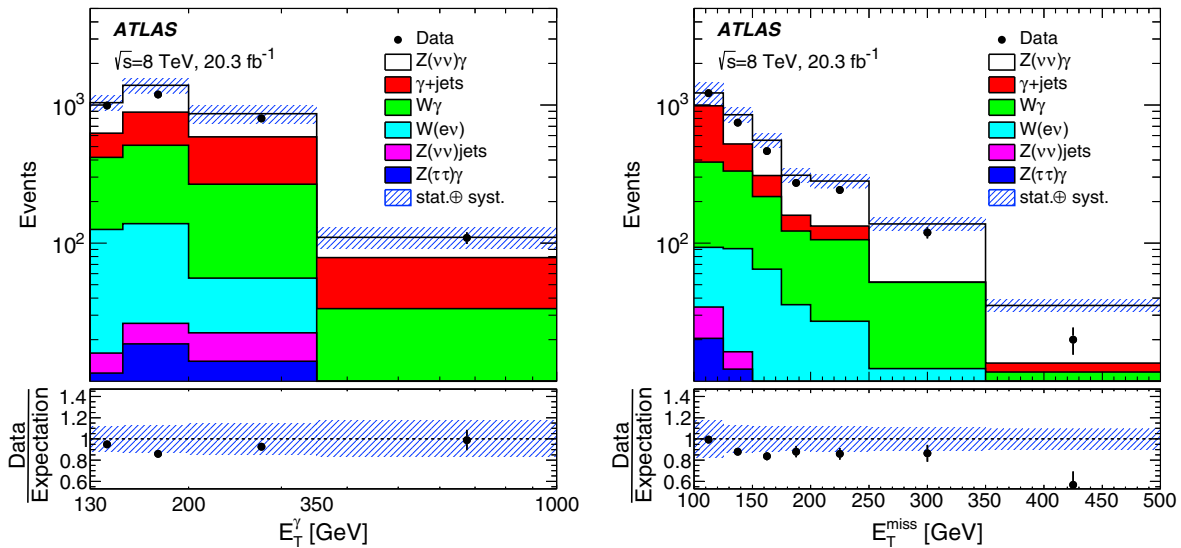 ATLAS
√s=8 TeV, 20.3 fb⁻¹
Data
Z(νν)γ
γ+jets
Wγ
W(eν)
Z(νν)jets
Z(ττ)γ
stat.⊕ syst.
Events
10³
10²
Data
Expectation
1.4
1.2
1
0.8
0.6
130 200 350 1000
E_T^γ [GeV]
ATLAS
√s=8 TeV, 20.3 fb⁻¹
Data
Z(νν)γ
γ+jets
Wγ
W(eν)
Z(νν)jets
Z(ττ)γ
stat.⊕ syst.
Events
10³
10²
Data
Expectation
1.4
1.2
1
0.8
0.6
100 150 200 250 300 350 400 450 500
E_T^miss [GeV]